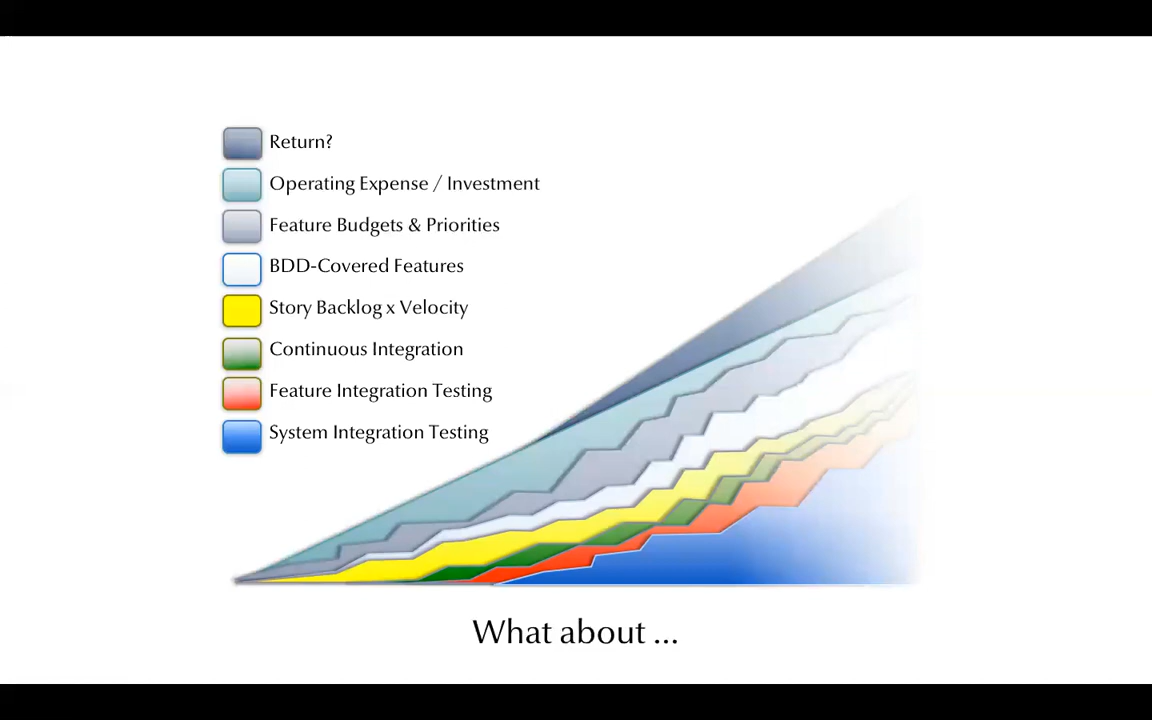 Return?
Operating Expense / Investment
Feature Budgets & Priorities
BDD-Covered Features
Story Backlog x Velocity
Continuous Integration
Feature Integration Testing
System Integration Testing
What about ...